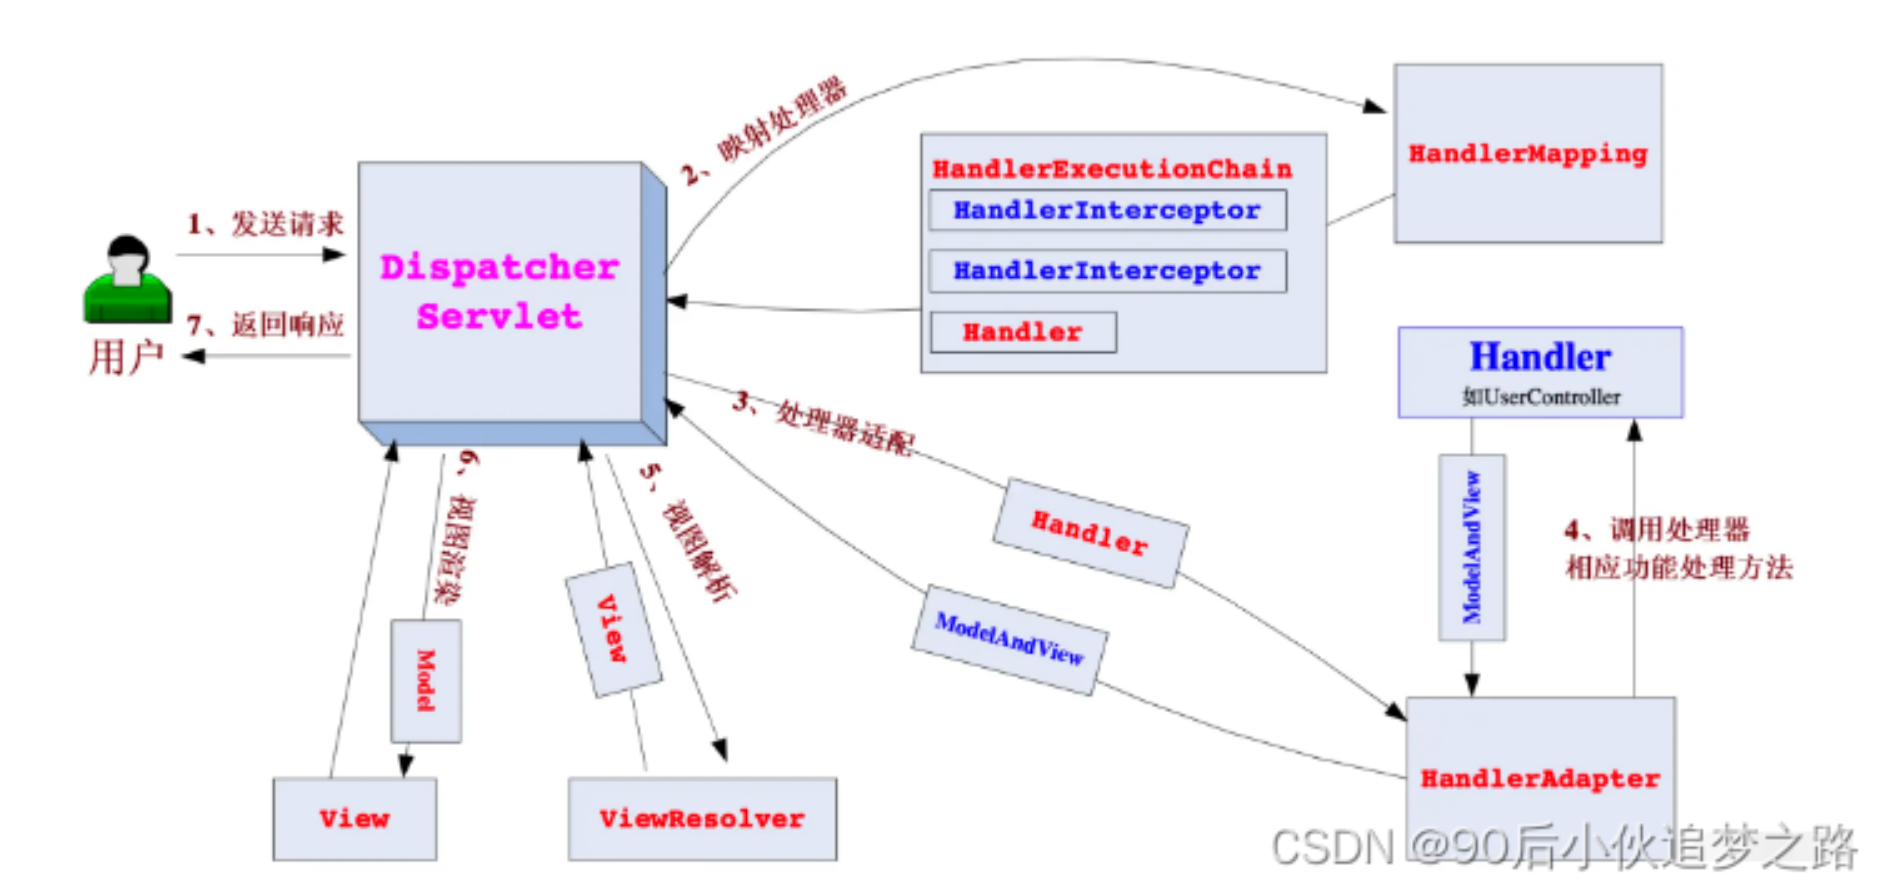 2、映射处理器
HandlerMapping
HandlerExecutionChain
HandlerInterceptor
HandlerInterceptor
Handler
1、发送请求
Dispatcher
Servlet
7、返回响应
用户
Handler
如UserController
3、处理器适配
Handler
ModelAndView
ModelAndView
4、调用处理器
相应功能处理方法
6、视图渲染
5、视图解析
Model
View
View
ViewResolver
HandlerAdapter
CSDN @90后小伙追梦之路